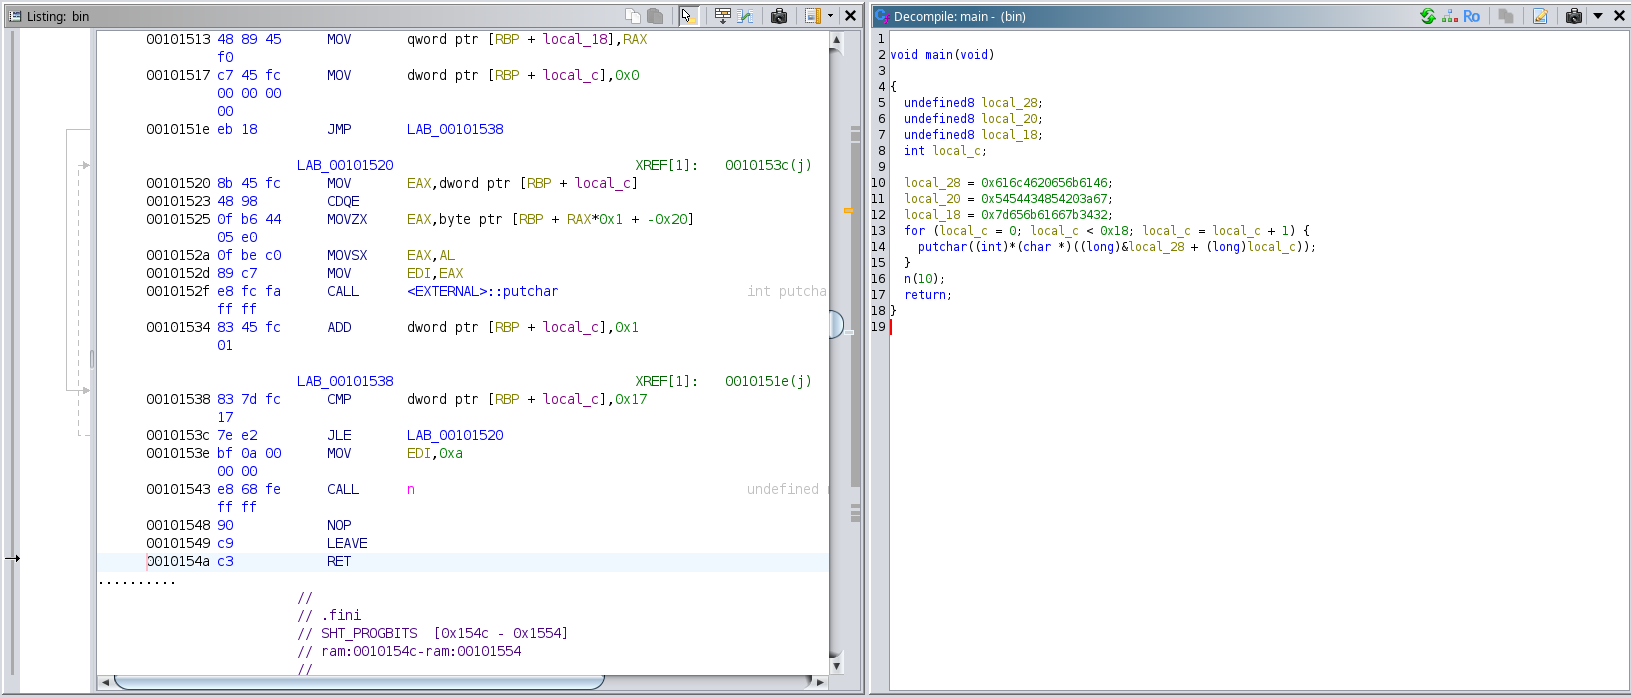 Listing: bin
00101513 48 89 45 MOV qword ptr [RBP + local_18],RAX
f0
00101517 c7 45 fc MOV dword ptr [RBP + local_c],0x0
00 00 00
00
0010151e eb 18 JMP LAB_00101538
LAB_00101520 XREF[1]: 0010153c(j)
00101520 8b 45 fc MOV EAX,dword ptr [RBP + local_c]
00101523 48 98 CDQE
00101525 0f b6 44 MOVZX EAX,byte ptr [RBP + RAX*0x1 + -0x20]
05 e0
0010152a 0f be c0 MOVSX EAX,AL
0010152d 89 c7 MOV EDI,EAX
0010152f e8 fc fa CALL <EXTERNAL>::putchar int putcha
ff ff
00101534 83 45 fc ADD dword ptr [RBP + local_c],0x1
01
LAB_00101538 XREF[1]: 0010151e(j)
00101538 83 7d fc CMP dword ptr [RBP + local_c],0x17
17
0010153c 7e e2 JLE LAB_00101520
0010153e bf 0a 00 MOV EDI,0xa
00 00
00101543 e8 68 fe CALL n undefined
ff ff
00101548 90 NOP
00101549 c9 LEAVE
0010154a c3 RET
..........
//
// .fini
// SHT_PROGBITS [0x154c - 0x1554]
// ram:0010154c-ram:00101554
//
Decompile: main - (bin)
Ro
1
2 void main(void)
3
4 {
5 undefined8 local_28;
6 undefined8 local_20;
7 undefined8 local_18;
8 int local_c;
9
10 local_28 = 0x616c4620656b6146;
11 local_20 = 0x5454434854203a67;
12 local_18 = 0x7d656b61667b3432;
13 for (local_c = 0; local_c < 0x18; local_c = local_c + 1) {
14 putchar((int)*(char *)((long)&local_28 + (long)local_c));
15 }
16 n(10);
17 return;
18 }
19